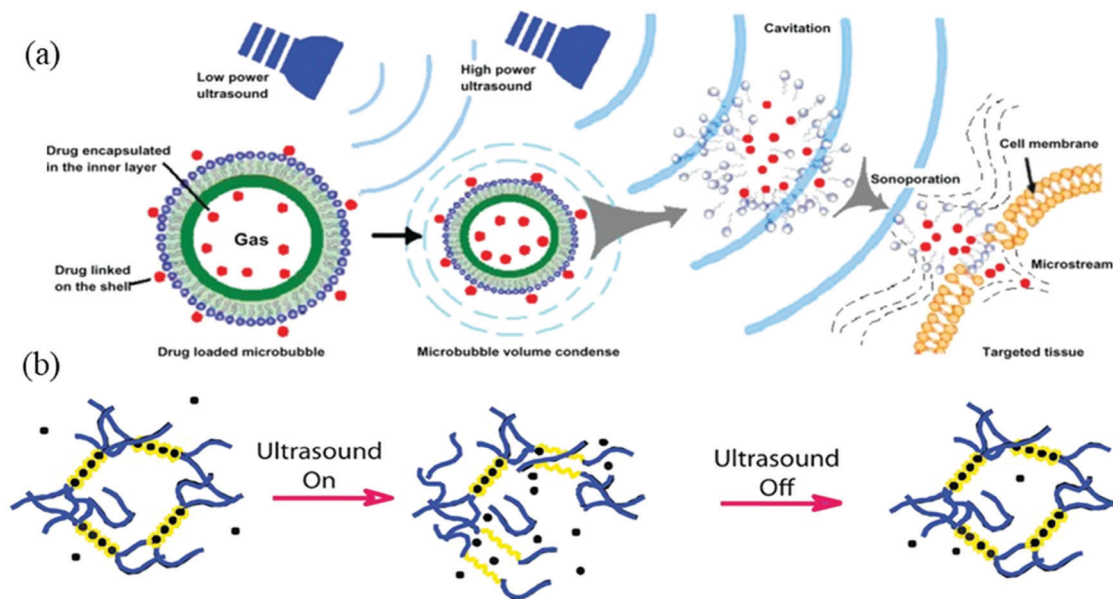 (a)
Low power
ultrasound
High power
ultrasound
Cavitation
Drug encapsulated
in the inner layer
Gas
Drug linked
on the shell
Cell membrane
Sonoporation
Microstream
Drug loaded microbubble
Microbubble volume condense
Targeted tissue
(b)
Ultrasound
On
Ultrasound
Off